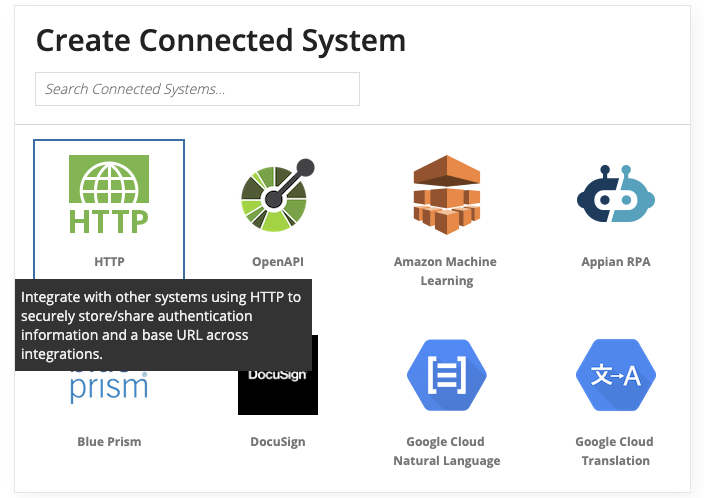 Create Connected System
Search Connected Systems...
HTTP
HTTP
OpenAPI
Amazon Machine
Learning
Appian RPA
Integrate with other systems using HTTP to
securely store/share authentication
information and a base URL across
integrations.
prism®
DocuSign
文→A
Blue Prism
DocuSign
Google Cloud
Natural Language
Google Cloud
Translation